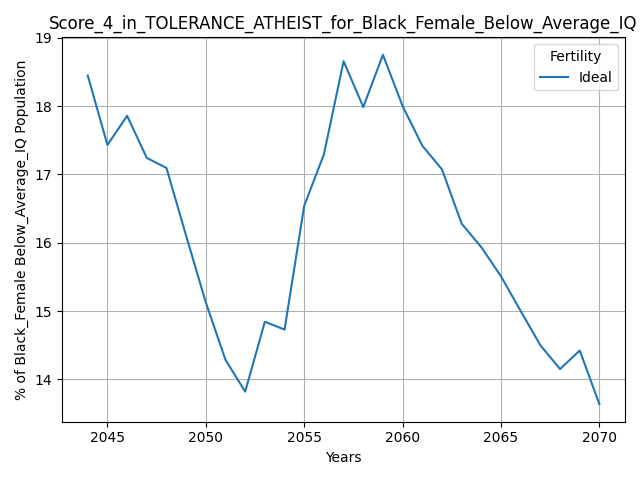 Score_4_in_TOLERANCE_ATHEIST_for_Black_Female_Below_Average_IQ
% of Black_Female Below_Average_IQ Population
19
18
17
16
15
14
Fertility
Ideal
2045 2050 2055 2060 2065 2070
Years